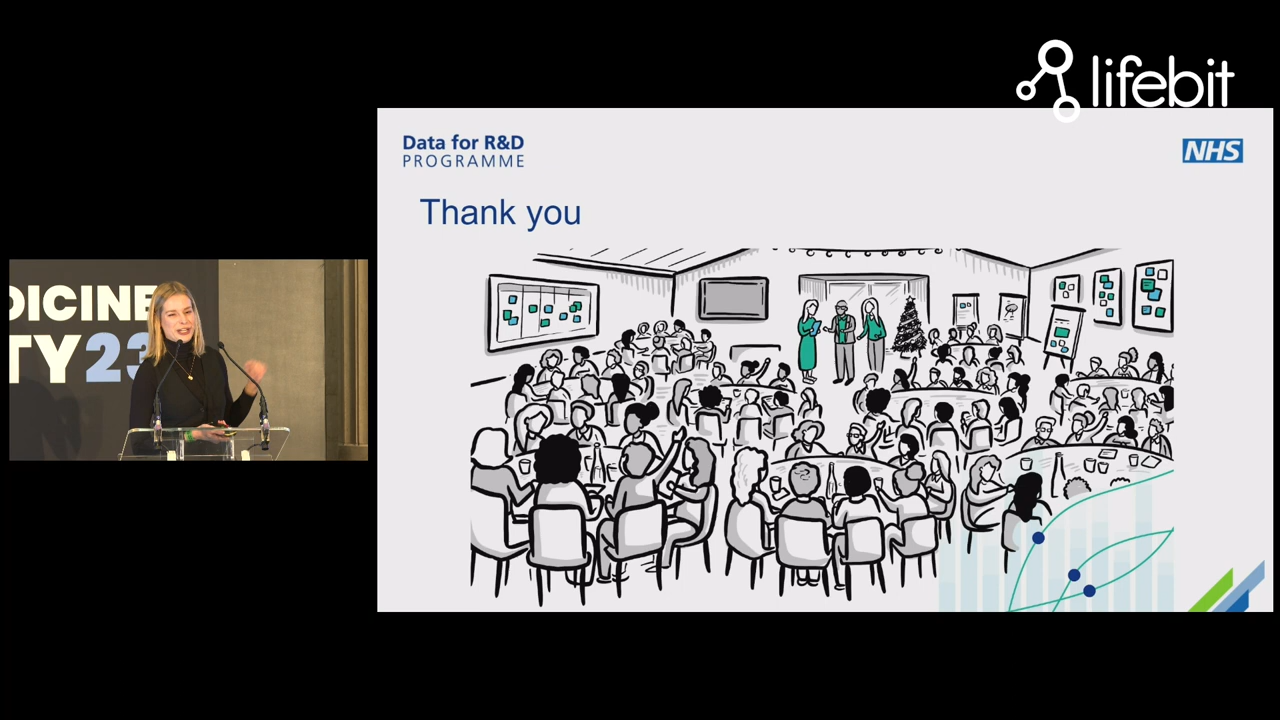 lifebit
Data for R&D
PROGRAMME
NHS
Thank you
DICINE
TY23